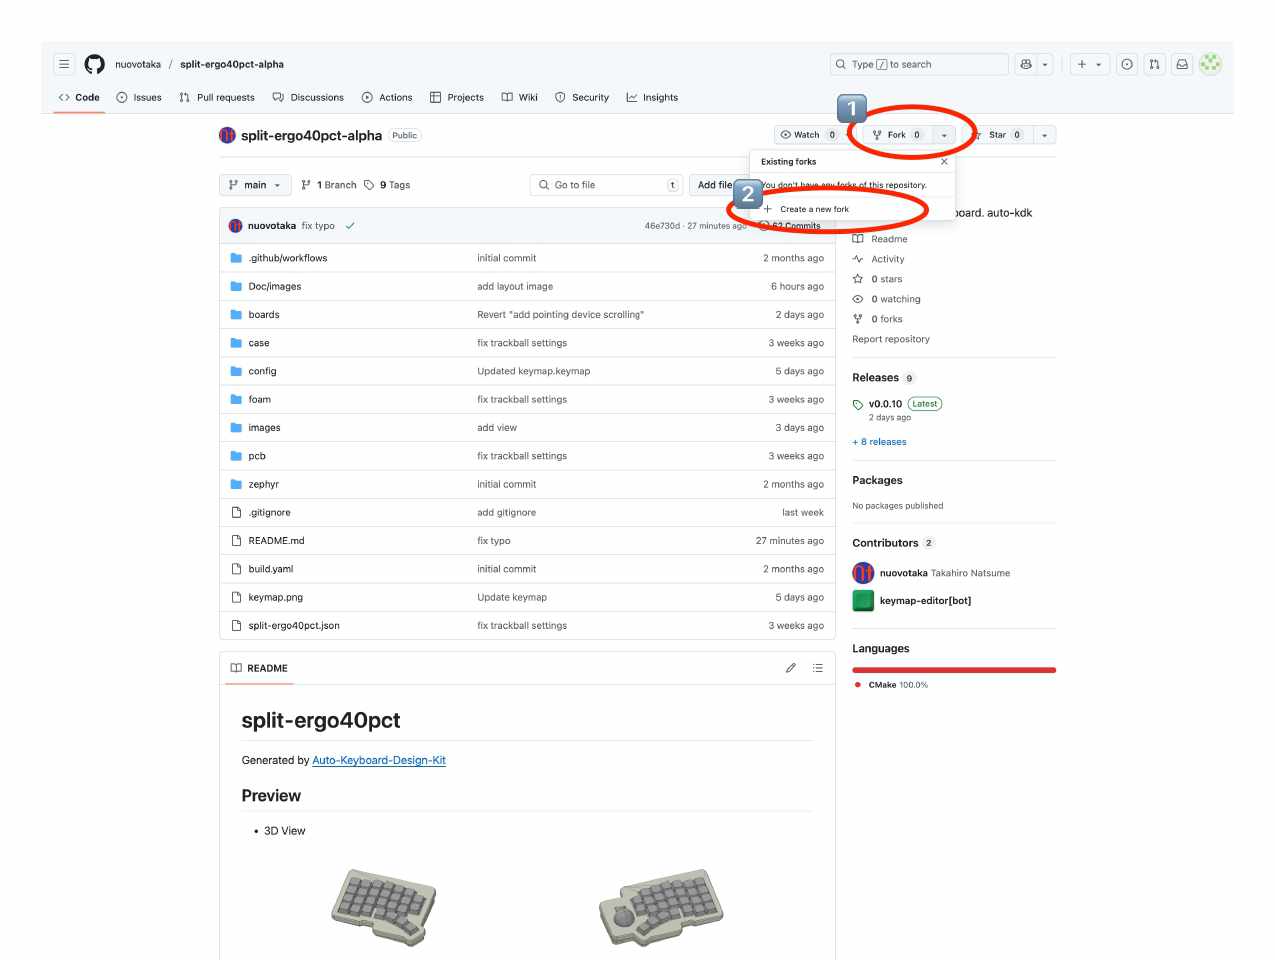 nuovotaka / split-ergo40pct-alpha
Type / to search
Code Issues Pull requests Discussions Actions Projects Wiki Security Insights
1
split-ergo40pct-alpha Public
Watch 0 Fork 0 Star 0
Existing forks
You don't have any forks of this repository.
2
Create a new fork
main 1 Branch 9 Tags
Go to file t Add file
oard. auto-kdk
nuovotaka fix typo 46e730d · 27 minutes ago 62 Commits
.github/workflows initial commit 2 months ago
Doc/images add layout image 6 hours ago
boards Revert "add pointing device scrolling" 2 days ago
case fix trackball settings 3 weeks ago
config Updated keymap.keymap 5 days ago
foam fix trackball settings 3 weeks ago
images add view 3 days ago
pcb fix trackball settings 3 weeks ago
zephyr initial commit 2 months ago
.gitignore add gitignore last week
README.md fix typo 27 minutes ago
build.yaml initial commit 2 months ago
keymap.png Update keymap 5 days ago
split-ergo40pct.json fix trackball settings 3 weeks ago
Readme
Activity
0 stars
0 watching
0 forks
Report repository
Releases 9
v0.0.10 Latest
2 days ago
+ 8 releases
Packages
No packages published
Contributors 2
nuovotaka Takahiro Natsume
keymap-editor[bot]
Languages
CMake 100.0%
README
split-ergo40pct
Generated by Auto-Keyboard-Design-Kit
Preview
• 3D View